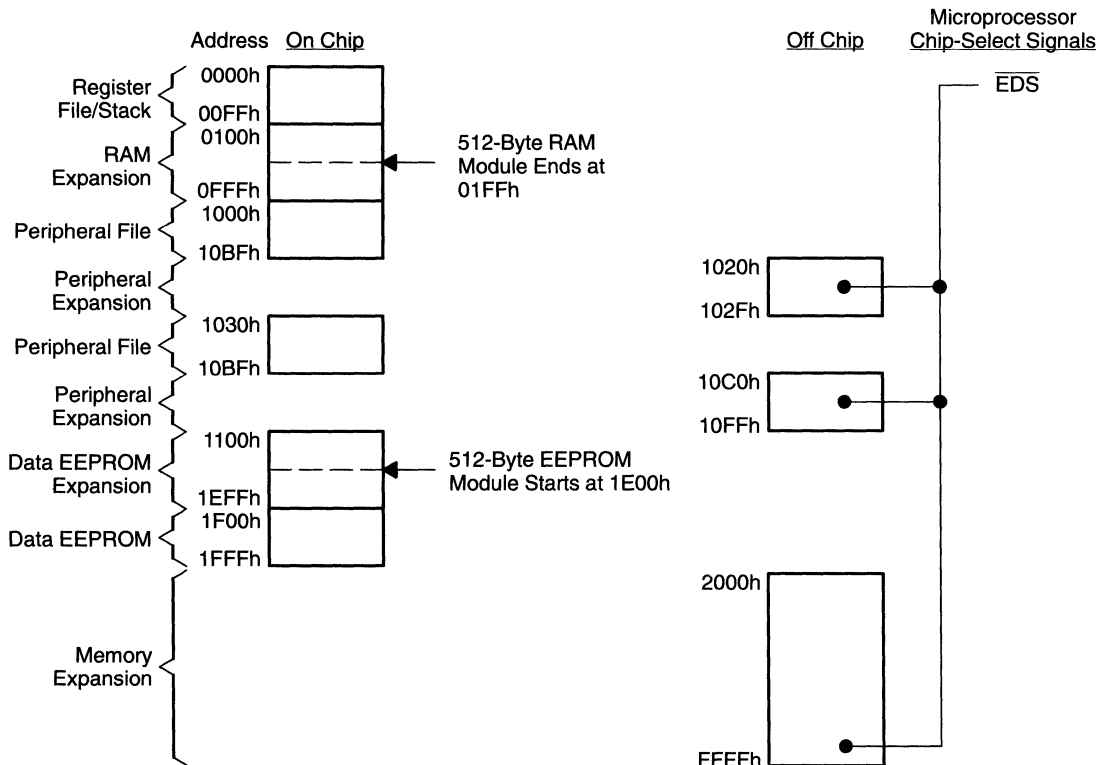 Microprocessor
Address On Chip Off Chip Chip-Select Signals
0000h
EDS
Register
File/Stack
00FFh
0100h
RAM
Expansion
512-Byte RAM
Module Ends at
01FFh
0FFFh
1000h
Peripheral File
10BFh
1020h
Peripheral
Expansion
102Fh
1030h
Peripheral File
10BFh
10C0h
Peripheral
Expansion
10FFh
1100h
Data EEPROM
Expansion
512-Byte EEPROM
Module Starts at 1E00h
1EFFh
1F00h
Data EEPROM
1FFFh
2000h
Memory
Expansion
FFFFh